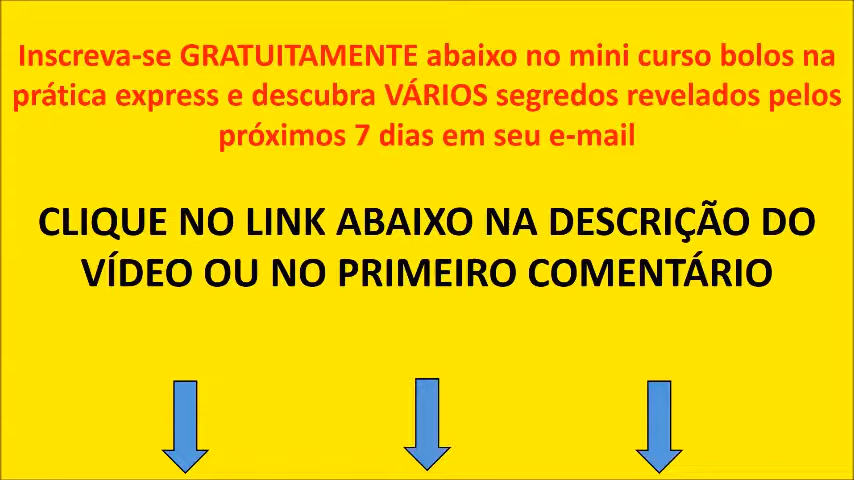 Inscreva-se GRATUITAMENTE abaixo no mini curso bolos na
prática express e descubra VÁRIOS segredos revelados pelos
próximos 7 dias em seu e-mail
CLIQUE NO LINK ABAIXO NA DESCRIÇÃO DO
VÍDEO OU NO PRIMEIRO COMENTÁRIO